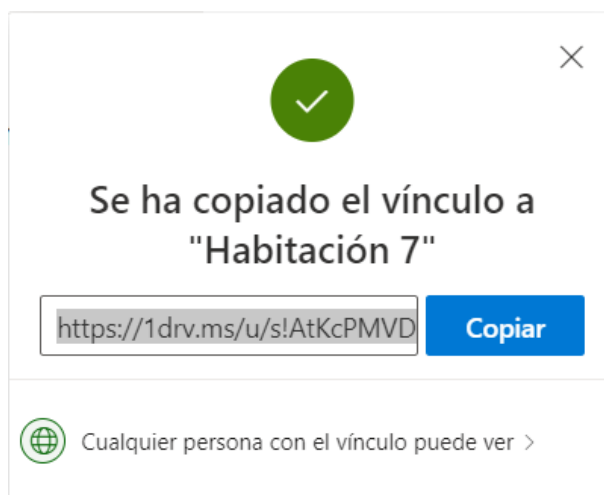 Se ha copiado el vínculo a
"Habitación 7"
https://1drv.ms/u/s!AtKcPMVD
Copiar
Cualquier persona con el vínculo puede ver >